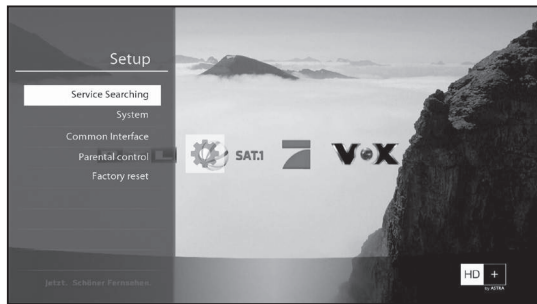 Setup
Service Searching
System
Common Interface
Parental control
Factory reset
SAT.1
VOX
Jetzt. Schöner Fernsehen.
HD +
by ASTRA